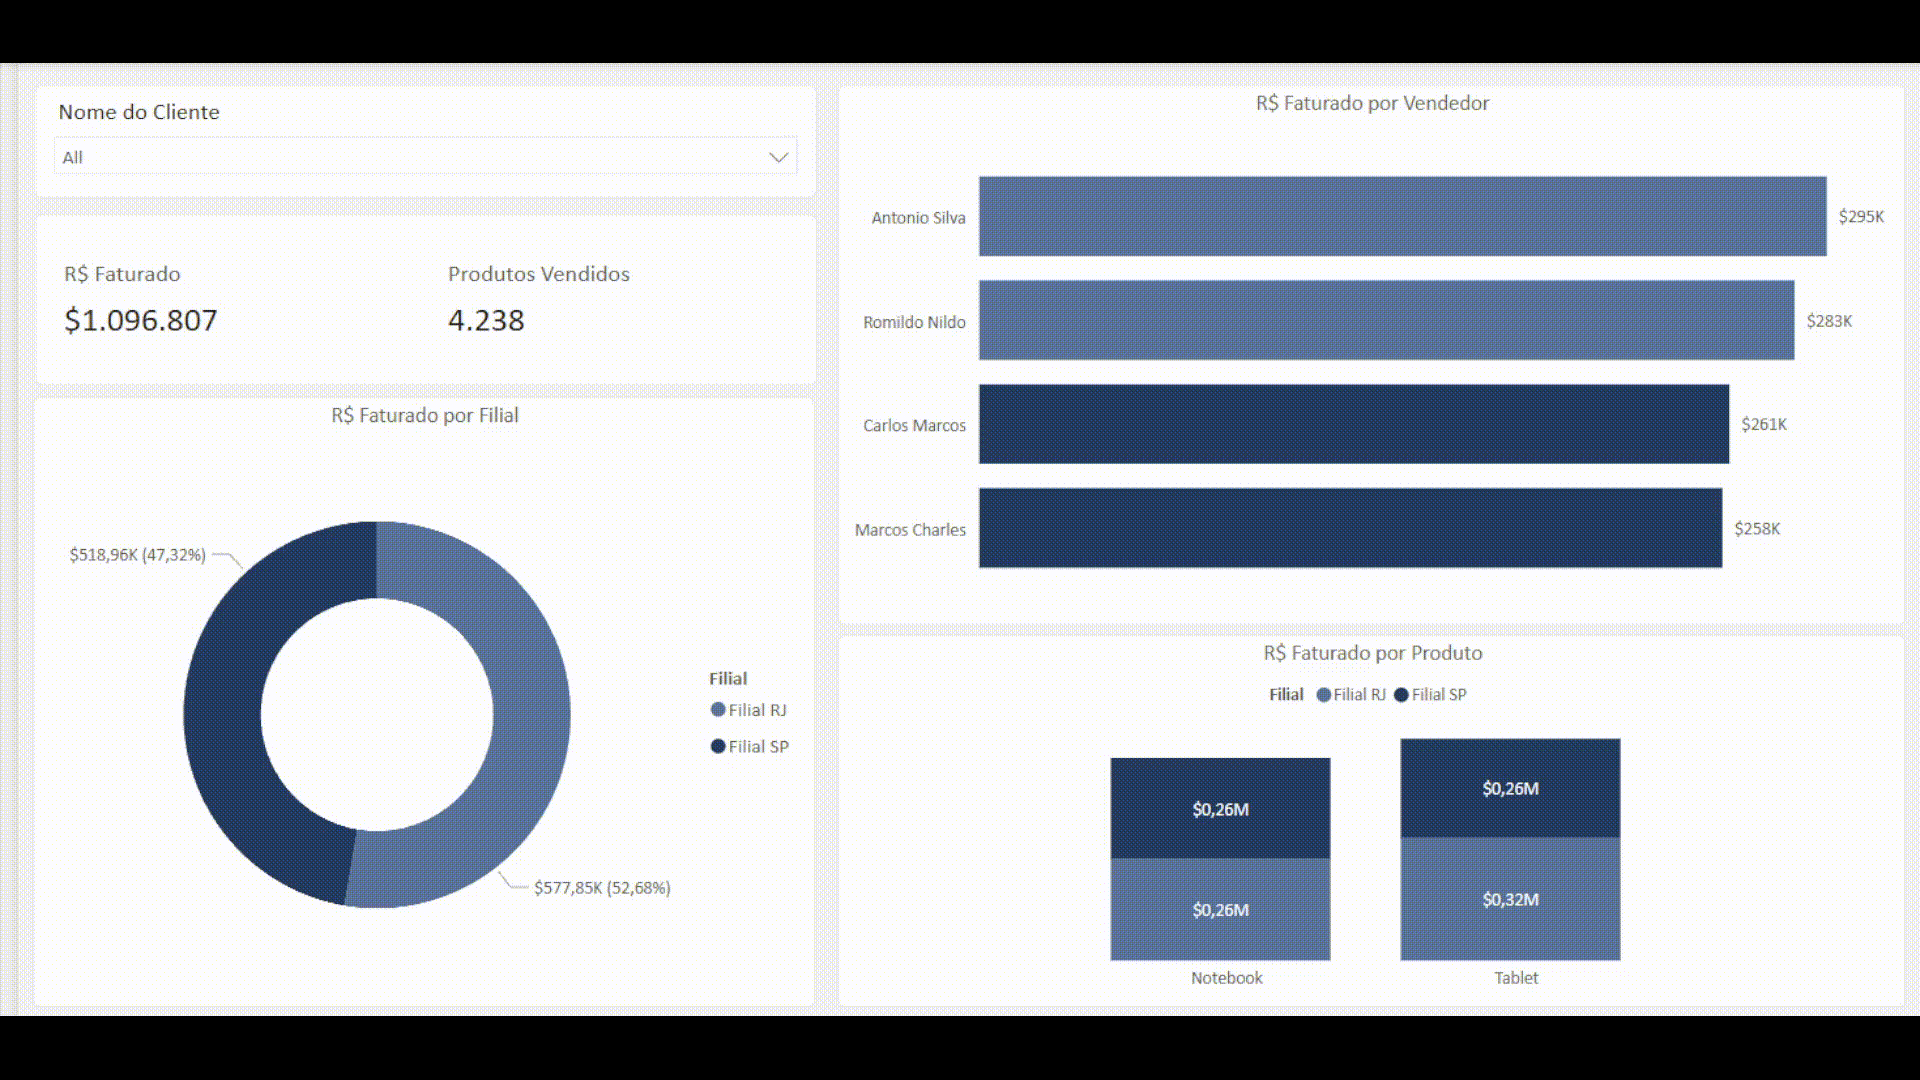 Nome do Cliente
All
R$ Faturado
$1.096.807
Produtos Vendidos
4.238
R$ Faturado por Filial
$518,96K (47,32%)
$577,85K (52,68%)
Filial
Filial RJ
Filial SP
R$ Faturado por Vendedor
Antonio Silva
$295K
Romildo Nildo
$283K
Carlos Marcos
$261K
Marcos Charles
$258K
R$ Faturado por Produto
Filial Filial RJ Filial SP
$0,26M
$0,26M
Notebook
$0,26M
$0,32M
Tablet